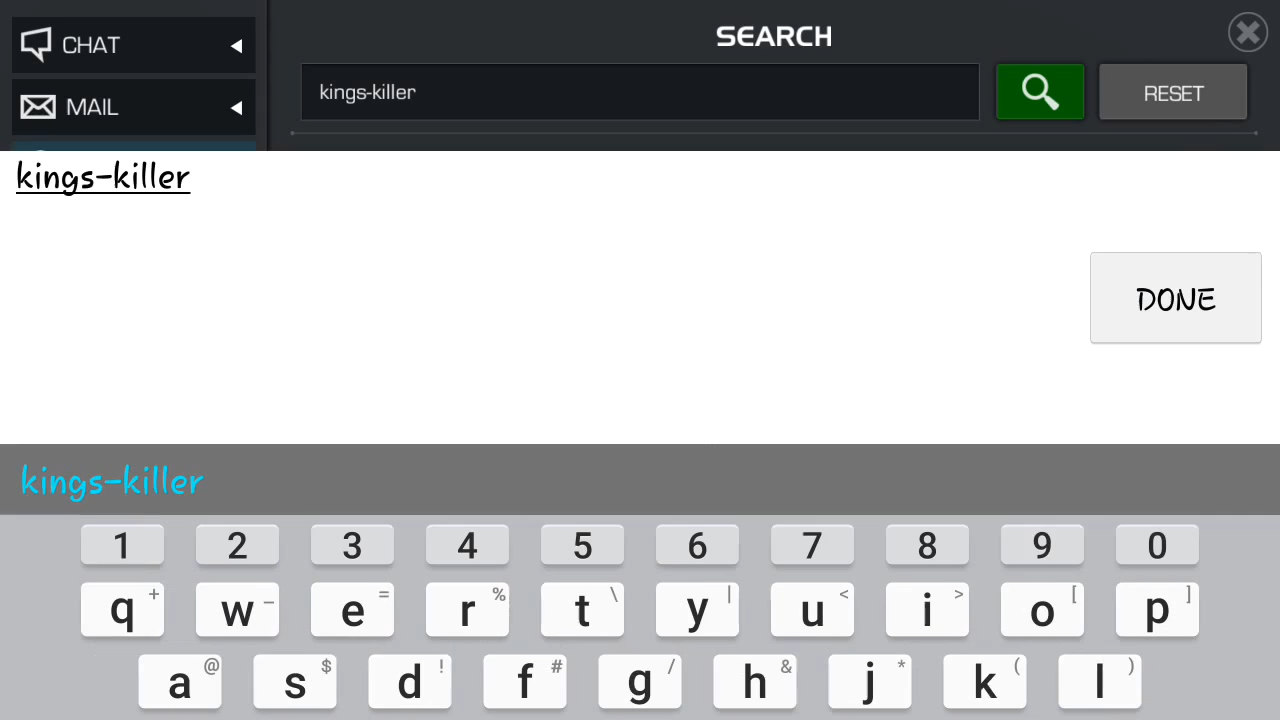 CHAT
SEARCH
kings-killer
RESET
MAIL
kings-killer
DONE
kings-killer
1 2 3 4 5 6 7 8 9 0
q + w - e = r % t \ y | u < i > o [ p ]
a @ s $ d ! f # g / h & j * k ( l )